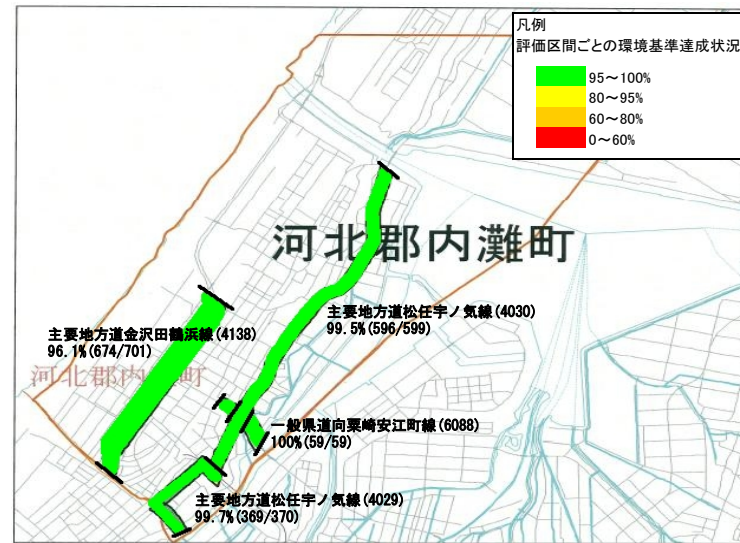 凡例
評価区間ごとの環境基準達成状況
95～100%
80～95%
60～80%
0～60%
河北郡内灘町
主要地方道松任宇ノ気線(4030)
99.5%(596/599)
主要地方道金沢田鶴浜線(4138)
96.1%(674/701)
河北郡内灘町
一般県道向粟崎安江町線(6088)
100%(59/59)
主要地方道松任宇ノ気線(4029)
99.7%(369/370)